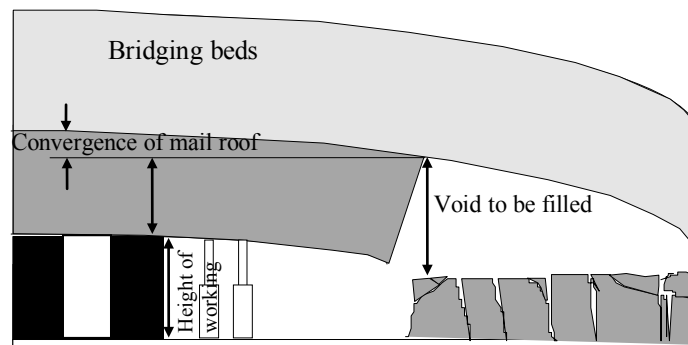 Bridging beds
Convergence of mail roof
Void to be filled
Height of
working